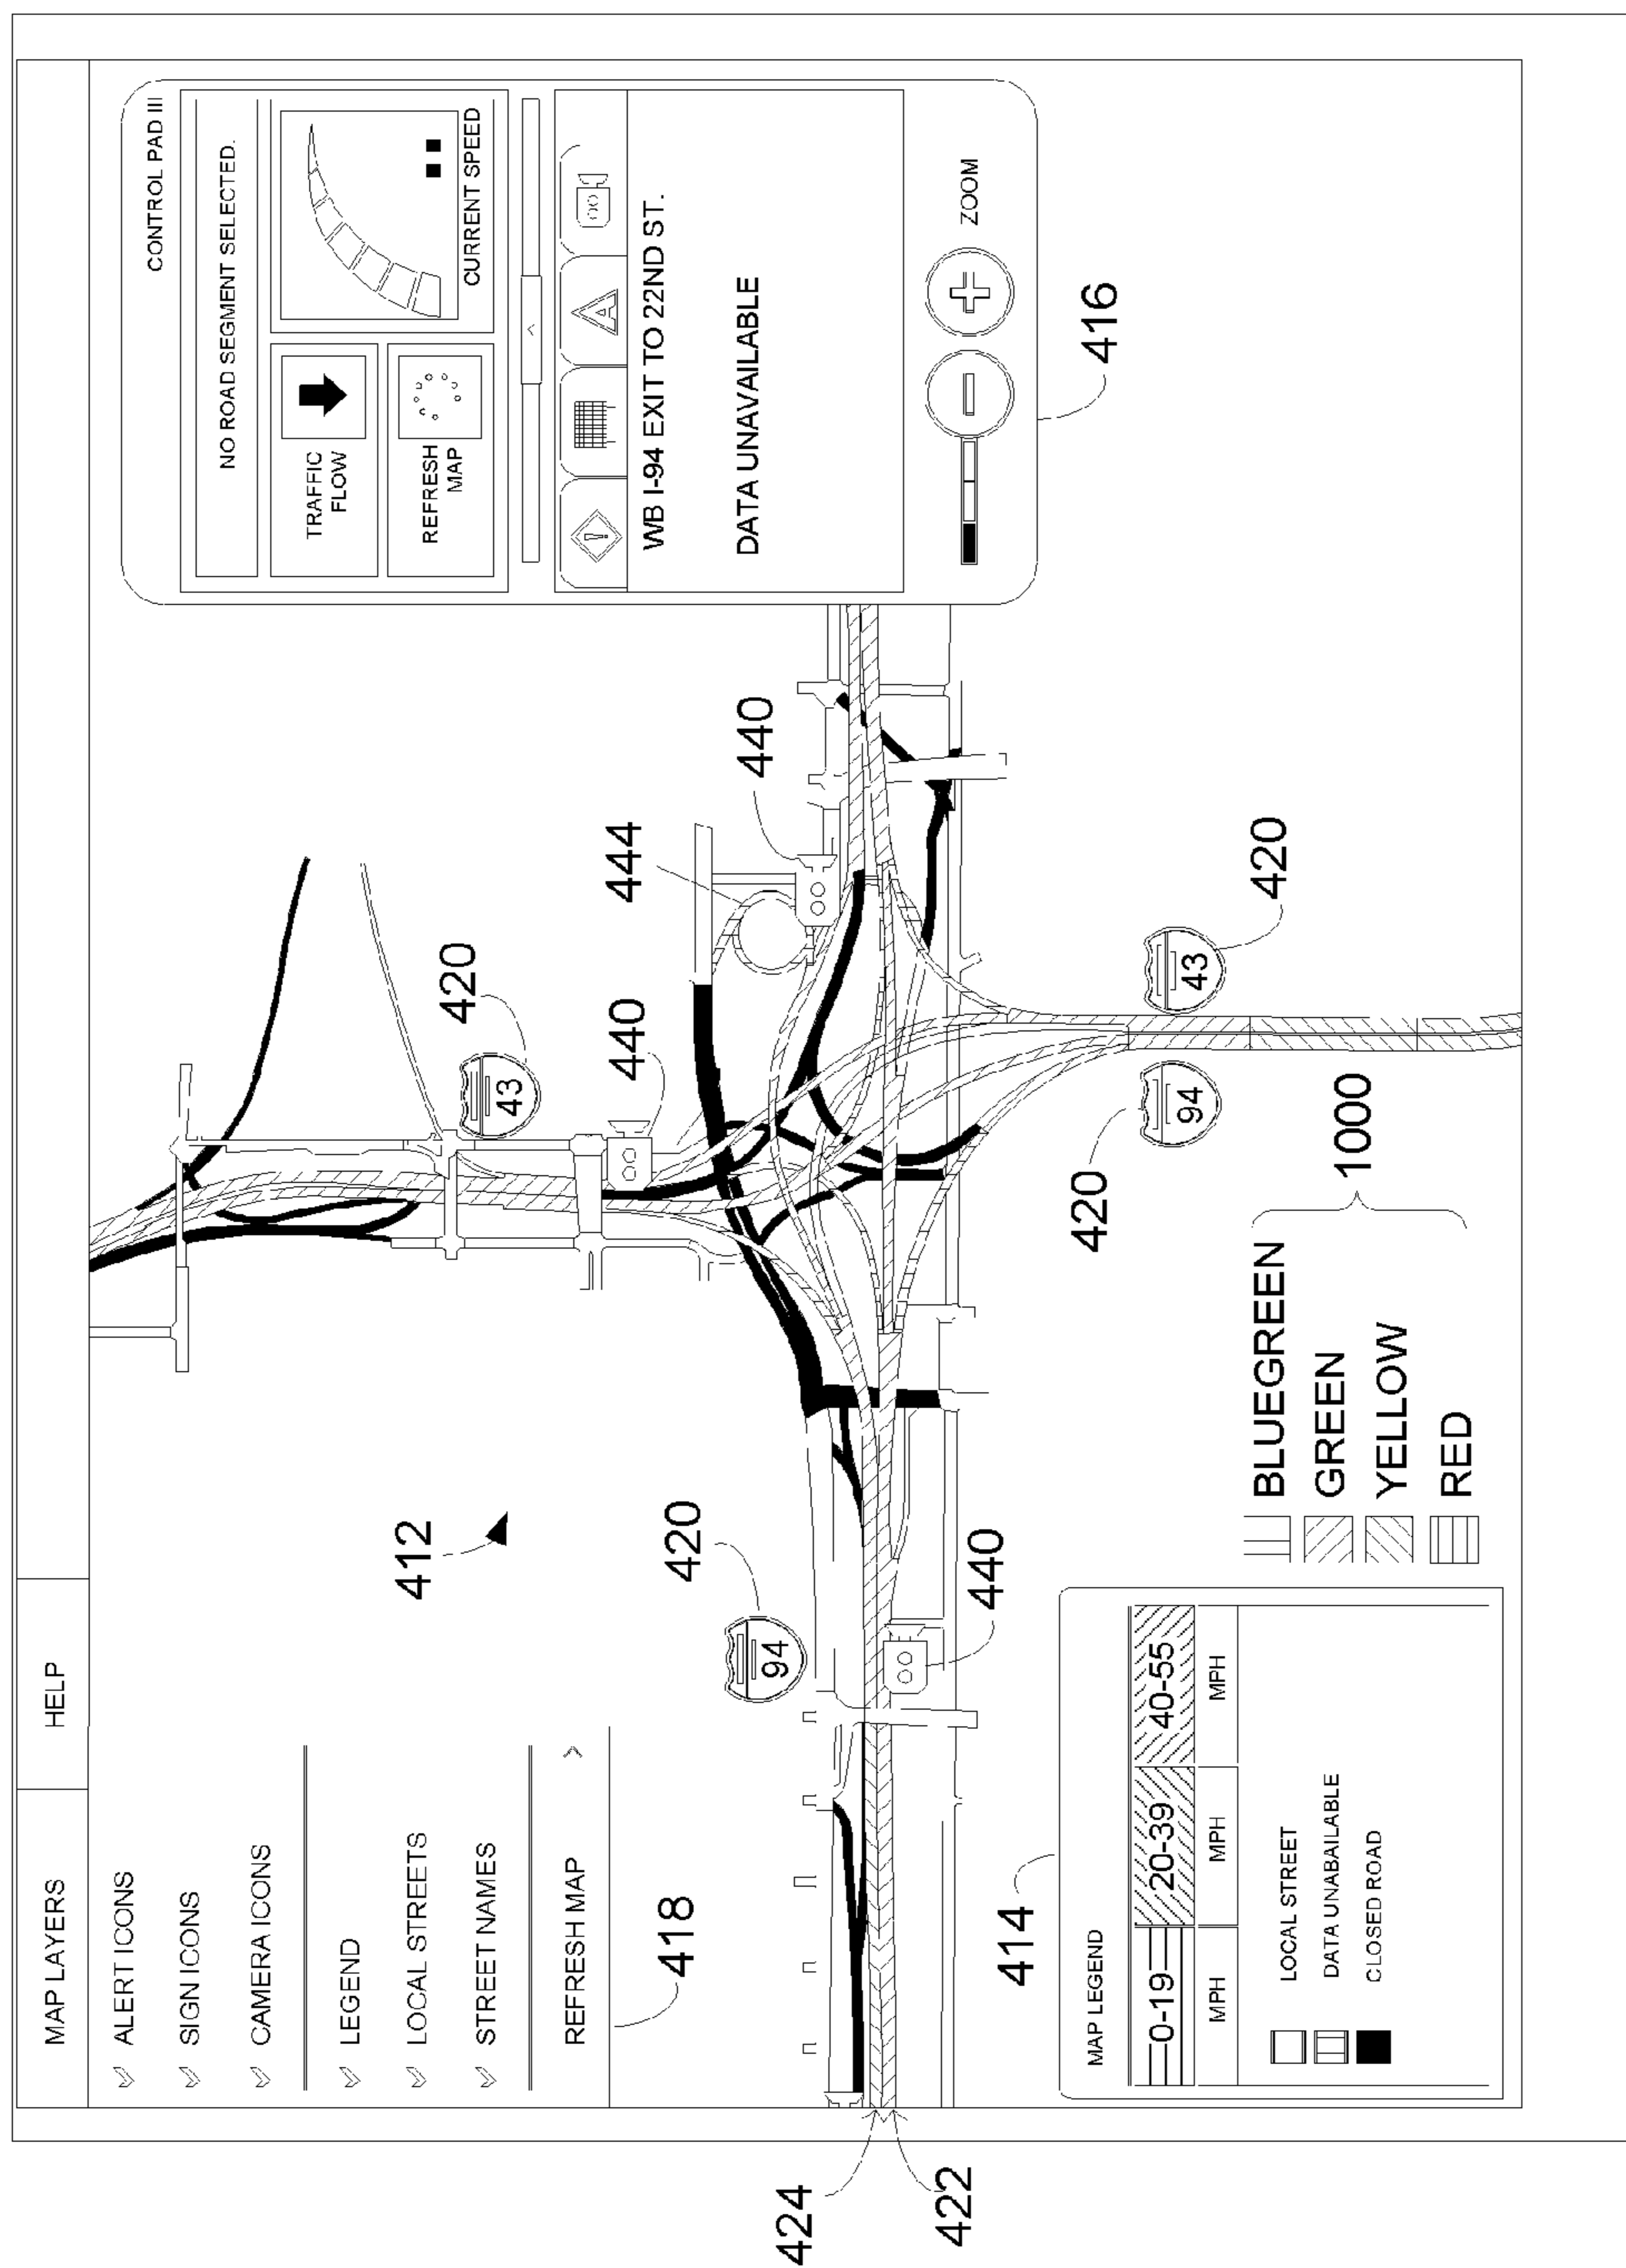 MAP LAYERS
HELP
ALERT ICONS
SIGN ICONS
CAMERA ICONS
LEGEND
LOCAL STREETS
STREET NAMES
REFRESH MAP >
418
412
CONTROL PAD III
NO ROAD SEGMENT SELECTED.
TRAFFIC
FLOW
REFRESH
MAP
CURRENT SPEED
WB I-94 EXIT TO 22ND ST.
DATA UNAVAILABLE
ZOOM
416
43
420
440
444
440
94
420
440
424
422
43
420
94
420
414
MAP LEGEND
0-19
20-39
40-55
MPH
MPH
MPH
LOCAL STREET
DATA UNABAILABLE
CLOSED ROAD
BLUEGREEN
GREEN
YELLOW
RED
1000